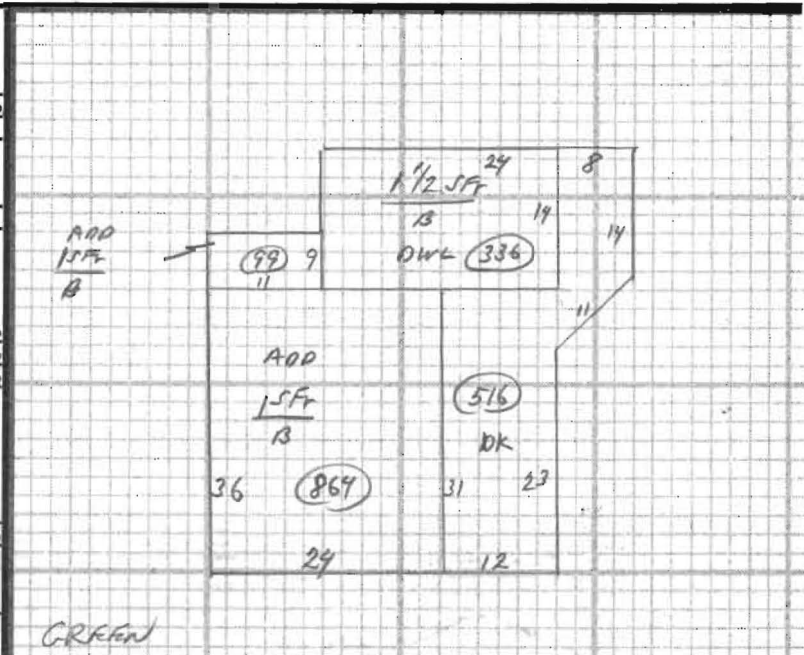 24
8
1 1/2 SFr
B
14
14
DWL 336
ADD
1SFr
B
99 9
11
11
ADD
1SFr
B
516
DK
36 864 31 23
24 12
GREEN